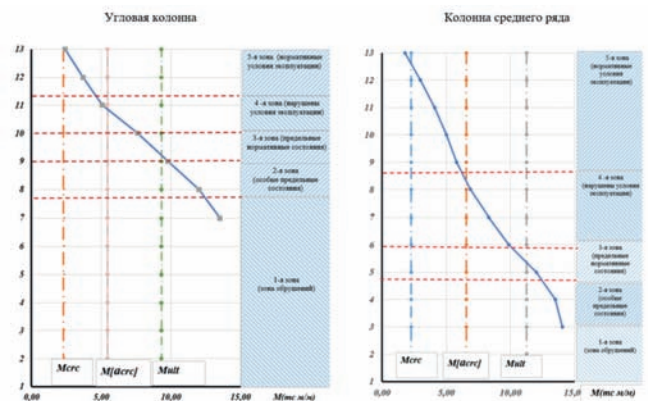 Угловая колонна
13
12
11
10
9
8
7
6
5
4
3
2
1
0,00
5,00
10,00
15,00
M(тс м/м)
Mcrc
M[acrc]
Mult
5-я зона (нормативные
условия эксплуатации)
4 -я зона (нарушены
условия эксплуатации)
3-я зона (предельные
нормативные состояния)
2-я зона
(особые предельные
состояния)
1-я зона
(зона обрушений)
Колонна среднего ряда
13
12
11
10
9
8
7
6
5
4
3
2
1
0,00
5,00
10,00
15,00
M(тс м/м)
Mcrc
M[acrc]
Mult
5-я зона
(нормативные
условия
эксплуатации)
4 -я зона
(нарушены условия
эксплуатации)
3-я зона
(предельные
нормативные
состояния)
2-я зона
(особые
предельные
состояния)
1-я зона
(зона обрушений)